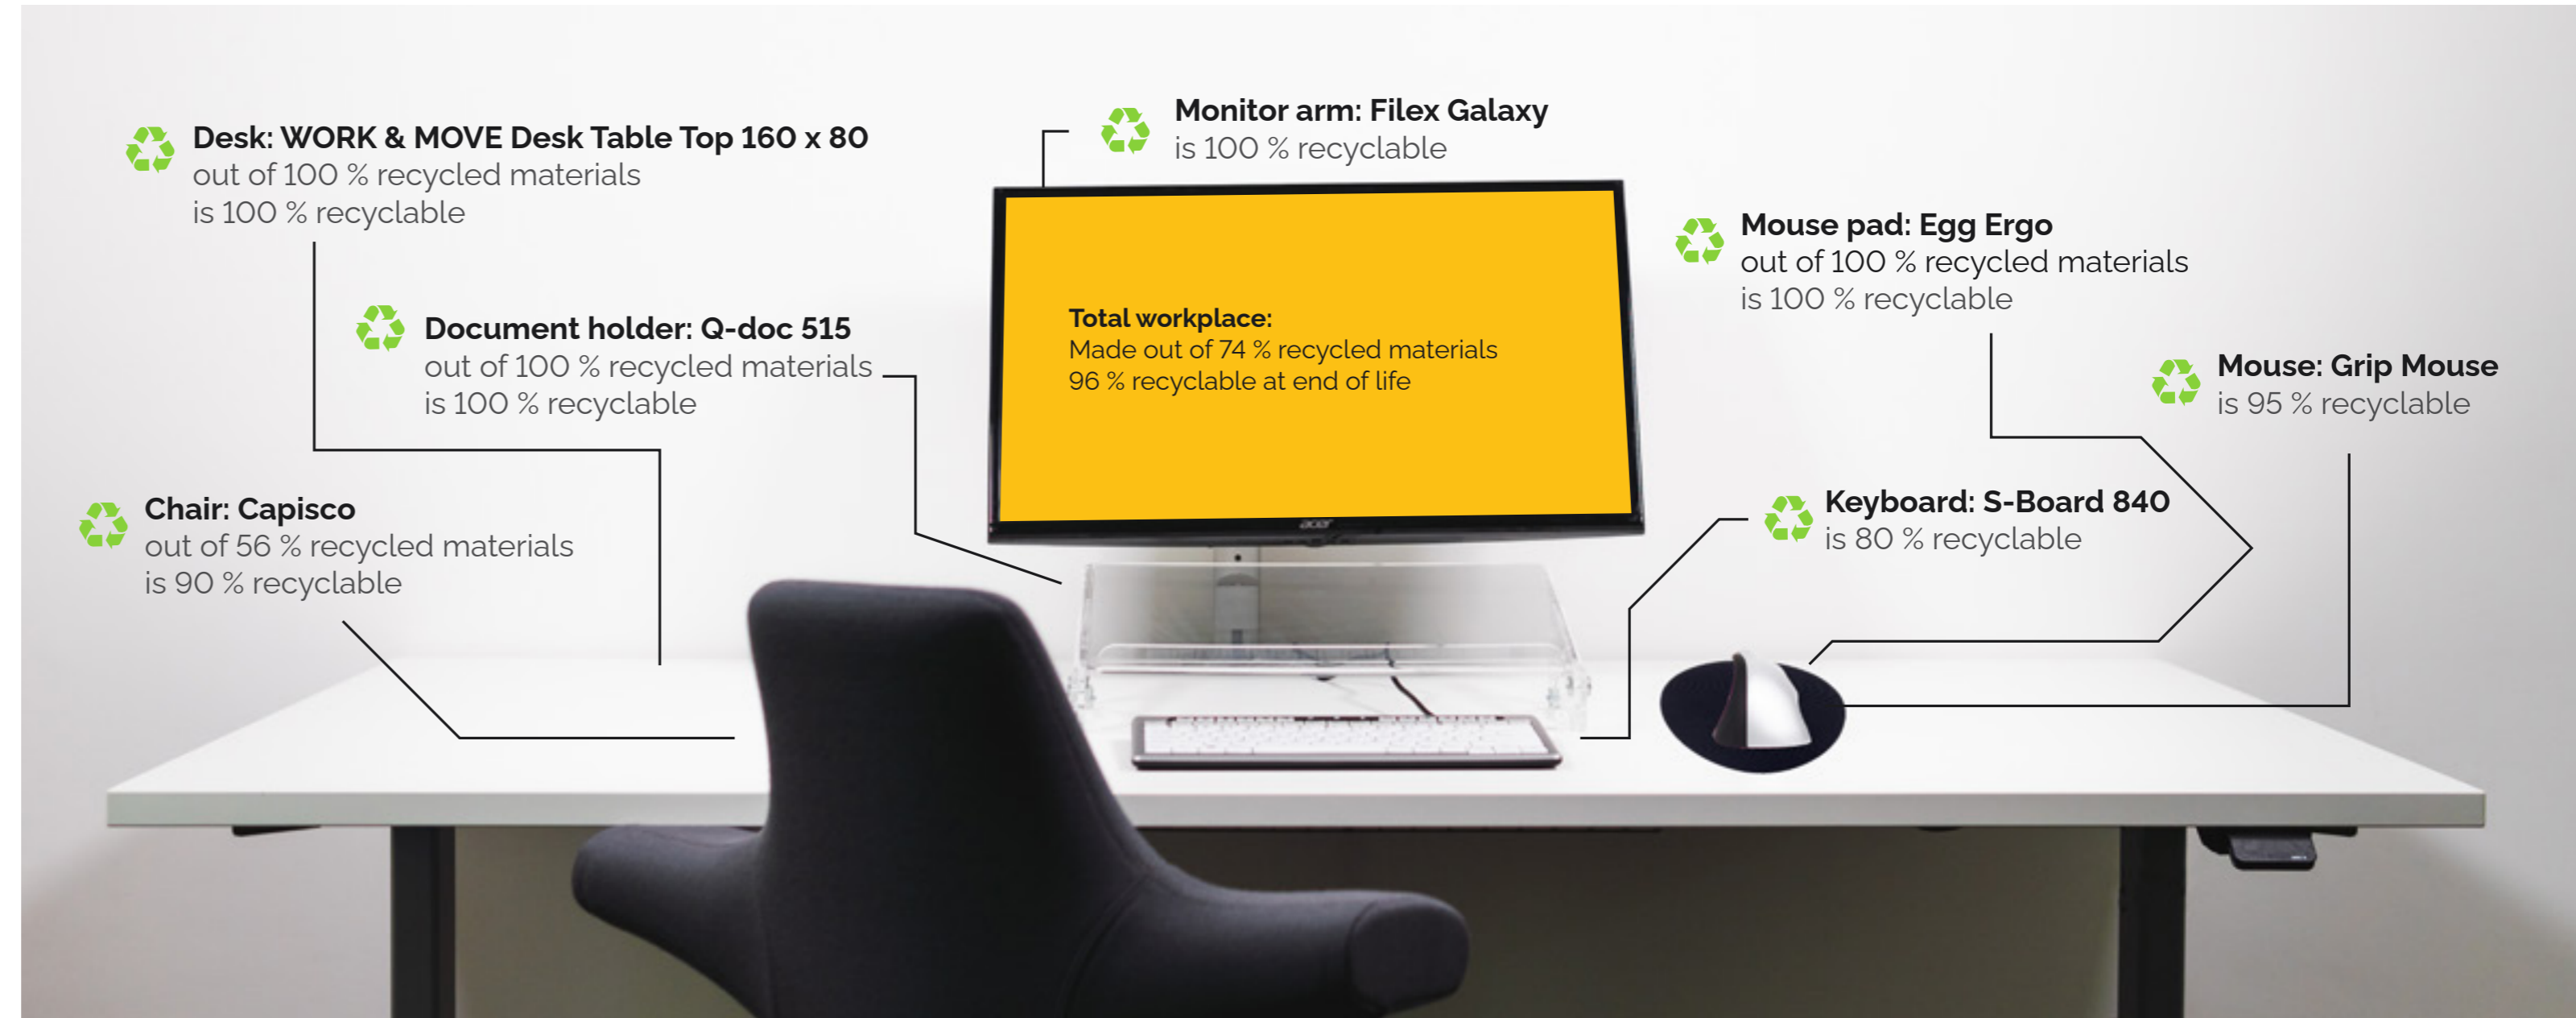 Desk: WORK & MOVE Desk Table Top 160 x 80
out of 100 % recycled materials
is 100 % recyclable
Document holder: Q-doc 515
out of 100 % recycled materials
is 100 % recyclable
Chair: Capisco
out of 56 % recycled materials
is 90 % recyclable
Monitor arm: Filex Galaxy
is 100 % recyclable
Total workplace:
Made out of 74 % recycled materials
96 % recyclable at end of life
acer
Mouse pad: Egg Ergo
out of 100 % recycled materials
is 100 % recyclable
Mouse: Grip Mouse
is 95 % recyclable
Keyboard: S-Board 840
is 80 % recyclable